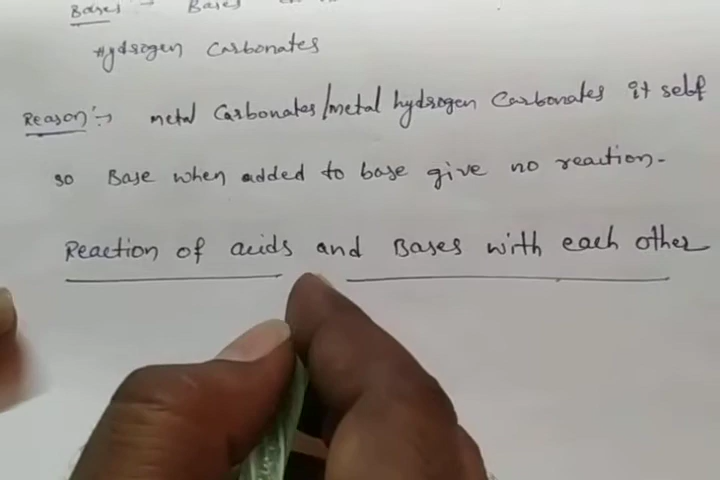 Bases → Bases
Hydrogen Carbonates
Reason :→ metal Carbonates/metal hydrogen Carbonates it self
so Base when added to base give no reaction.
Reaction of acids and Bases with each other